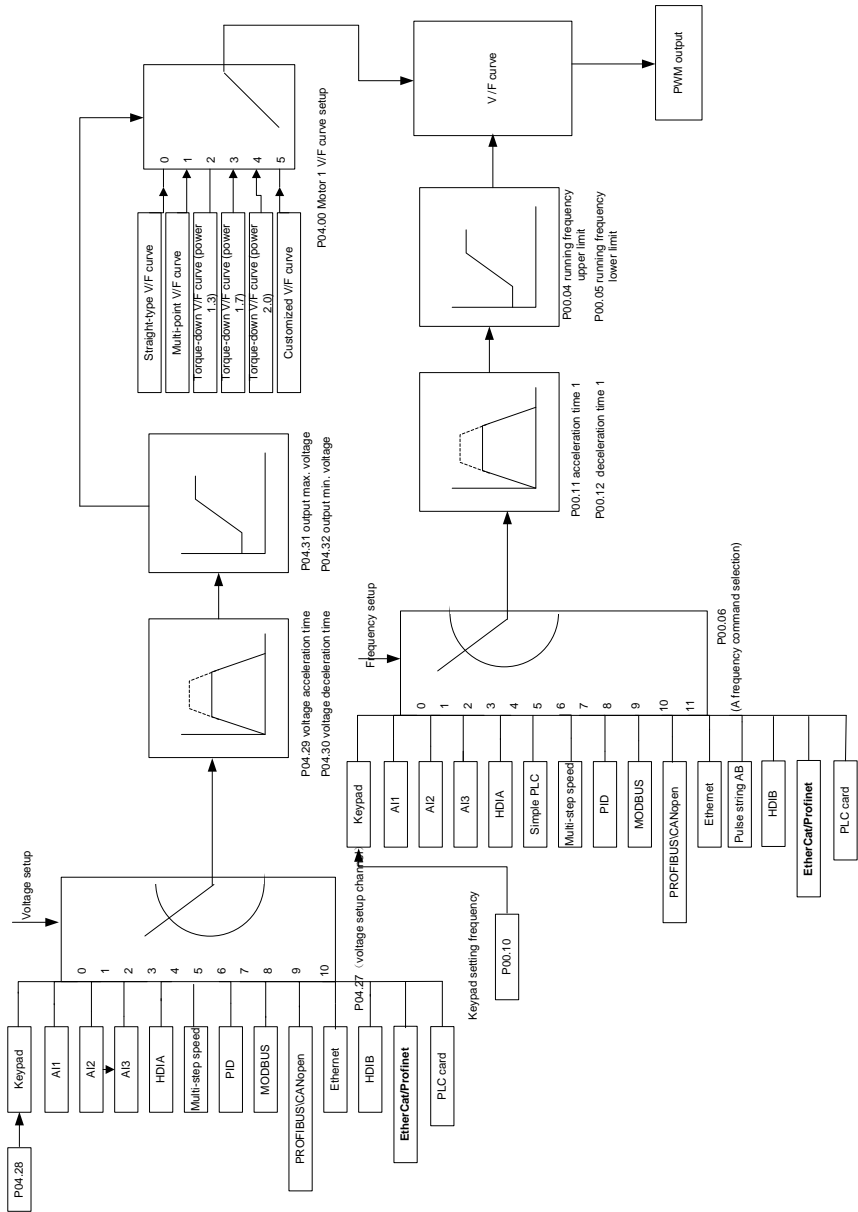 Voltage setup
P04.28
Keypad
AI1
AI2
AI3
HDIA
Multi-step speed
PID
MODBUS
PROFIBUS\CANopen
Ethernet
HDIB
EtherCat/Profinet
PLC card
0
1
2
3
4
5
6
7
8
9
10
P04.27（voltage setup channel
P04.29 voltage acceleration time
P04.30 voltage deceleration time
P04.31 output max. voltage
P04.32 output min. voltage
Straight-type V/F curve
Multi-point V/F curve
Torque-down V/F curve (power
1.3)
Torque-down V/F curve (power
1.7)
Torque-down V/F curve (power
2.0)
Customized V/F curve
0
1
2
3
4
5
P04.00 Motor 1 V/F curve setup
Keypad setting frequency
P00.10
Frequency setup
Keypad
AI1
AI2
AI3
HDIA
Simple PLC
Multi-step speed
PID
MODBUS
PROFIBUS\CANopen
Ethernet
Pulse string AB
HDIB
EtherCat/Profinet
PLC card
0
1
2
3
4
5
6
7
8
9
10
11
P00.06
(A frequency command selection)
P00.11 acceleration time 1
P00.12 deceleration time 1
P00.04 running frequency
upper limit
P00.05 running frequency
lower limit
V/F curve
PWM output